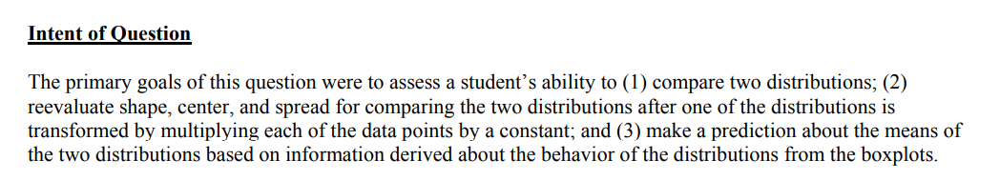 Intent of Question
The primary goals of this question were to assess a student's ability to (1) compare two distributions; (2)
reevaluate shape, center, and spread for comparing the two distributions after one of the distributions is
transformed by multiplying each of the data points by a constant; and (3) make a prediction about the means of
the two distributions based on information derived about the behavior of the distributions from the boxplots.